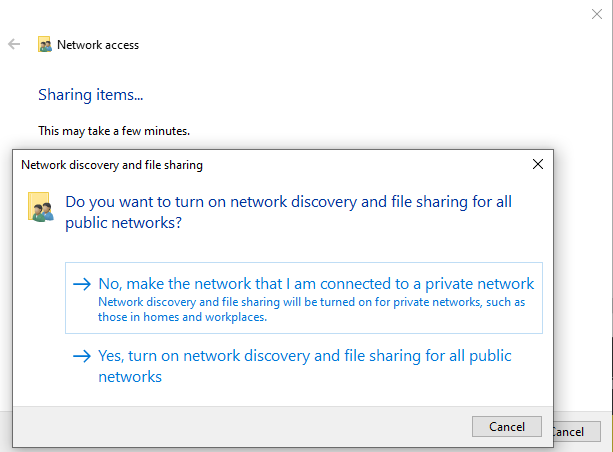 Network access
Sharing items...
This may take a few minutes.
Network discovery and file sharing
Do you want to turn on network discovery and file sharing for all
public networks?
No, make the network that I am connected to a private network
Network discovery and file sharing will be turned on for private networks, such as
those in homes and workplaces.
Yes, turn on network discovery and file sharing for all public
networks
Cancel
Cancel